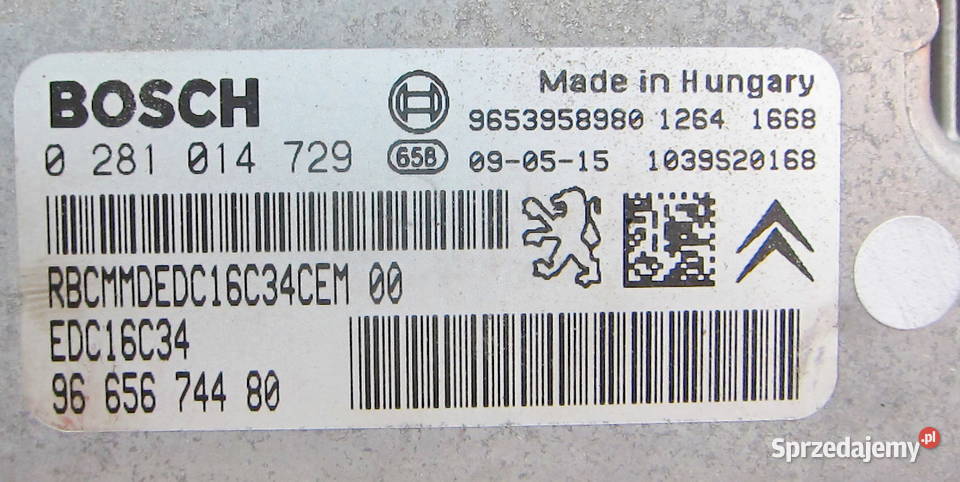 BOSCH
Made in Hungary
9653958980 1264 1668
0 281 014 729 658 09-05-15 1039S20168
RBCMMDEDC16C34CEM 00
EDC16C34
96 656 744 80
Sprzedajemy.pl